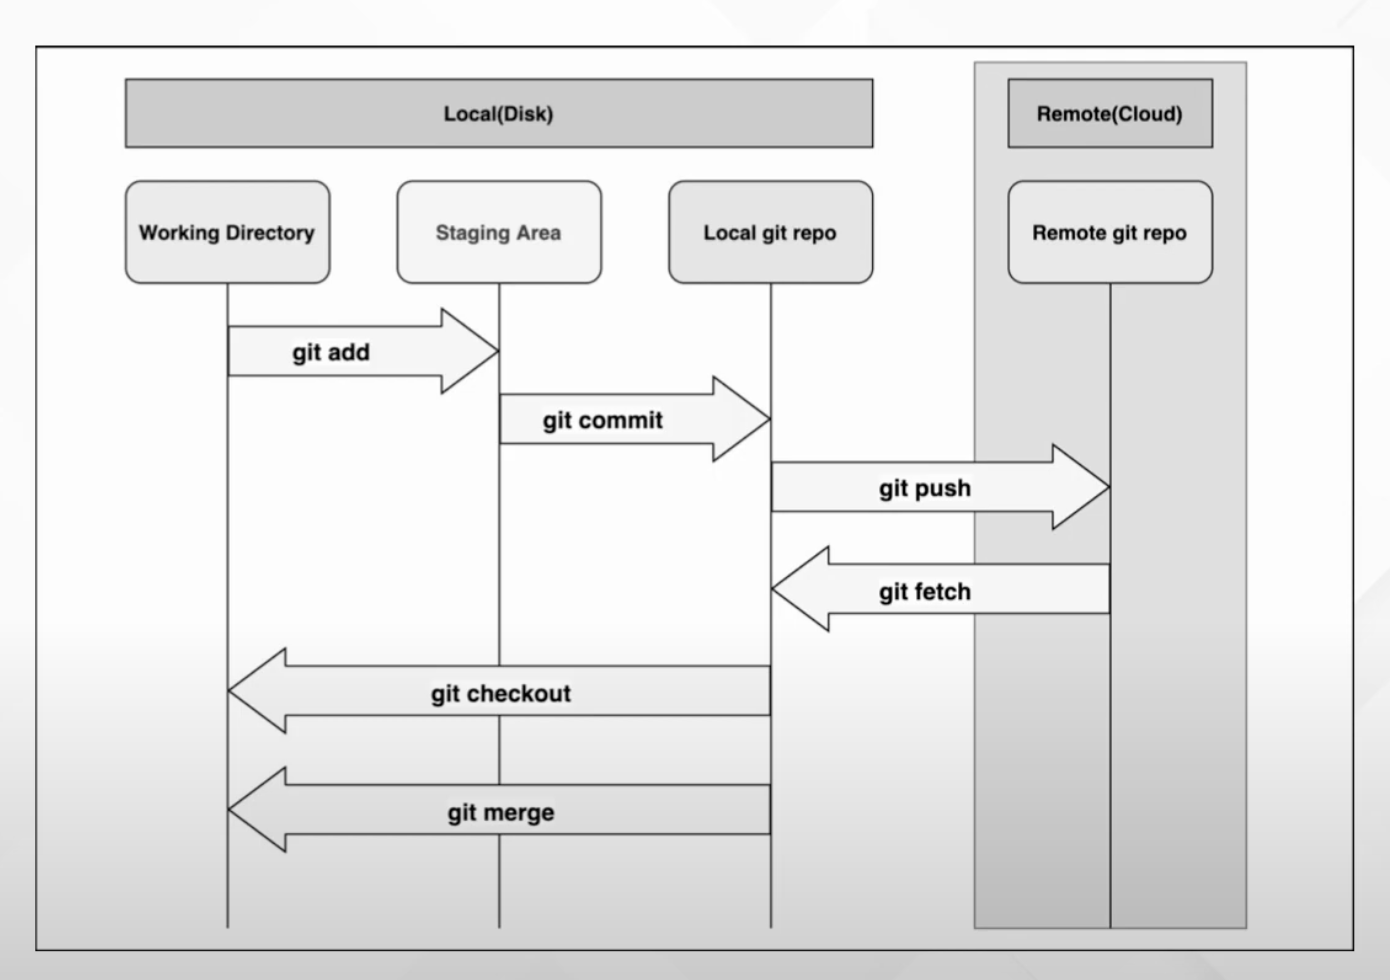 Local(Disk)
Remote(Cloud)
Working Directory
Staging Area
Local git repo
Remote git repo
git add
git commit
git push
git fetch
git checkout
git merge